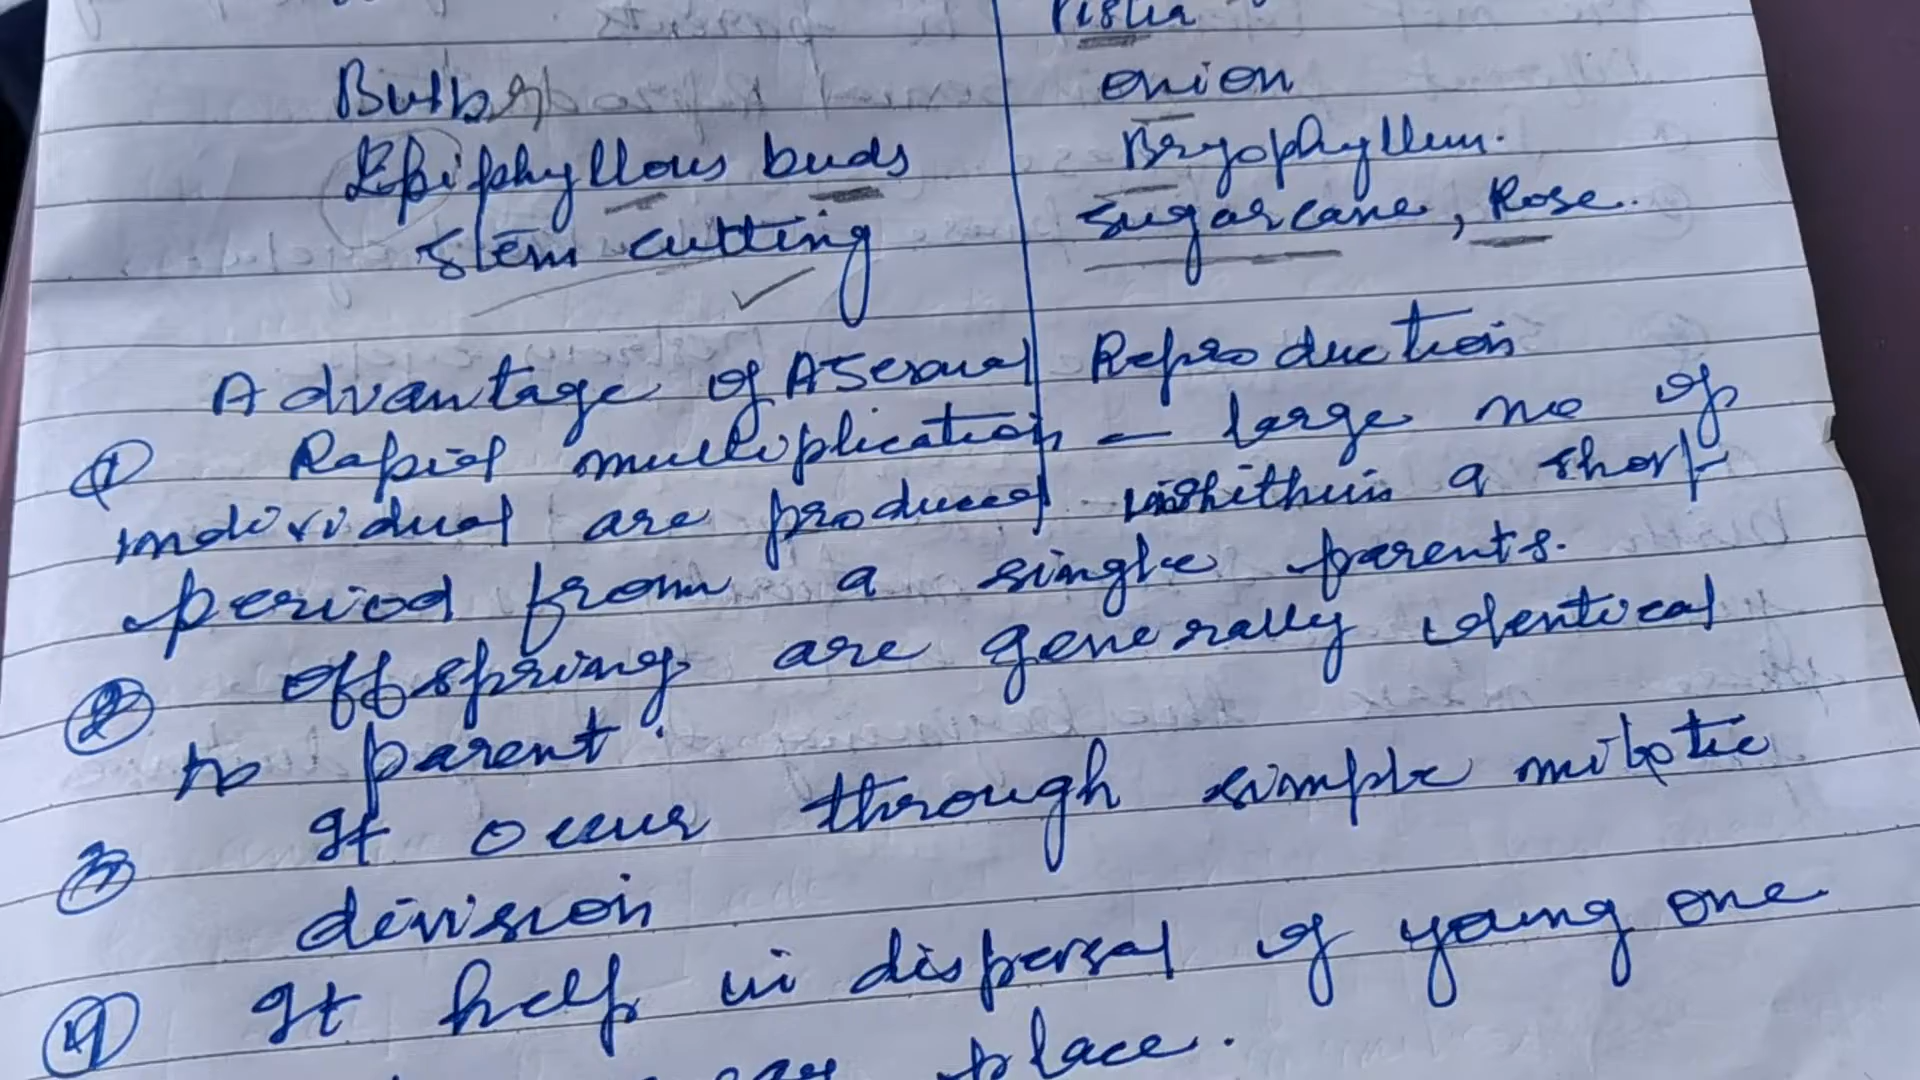 Pistia
Bulbs onion
Epiphyllous buds Bryophyllum.
Stem cutting Sugarcane, Rose.
Advantage of ASexual Reproduction
① Rapid multiplication – large no of
individual are produced within a short
period from a single parents.
② offspring are generally identical
to parent.
③ It occur through simple mitotic
division
④ It help in dispersal of young one
place.